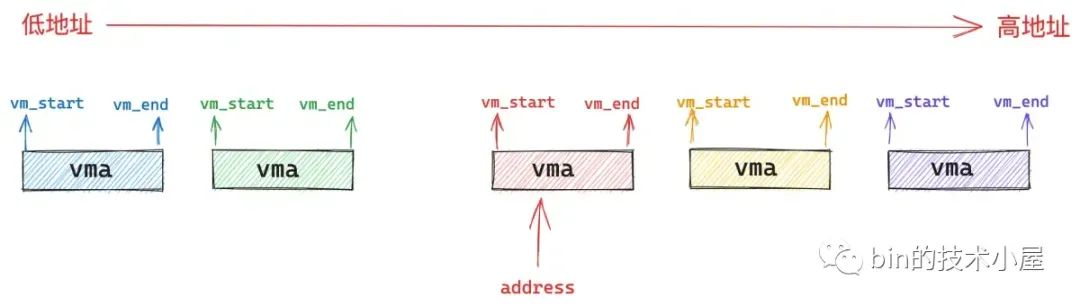 低地址 高地址
vm_start vm_end vm_start vm_end vm_start vm_end vm_start vm_end vm_start vm_end
vma vma vma vma vma
address
bin的技术小屋